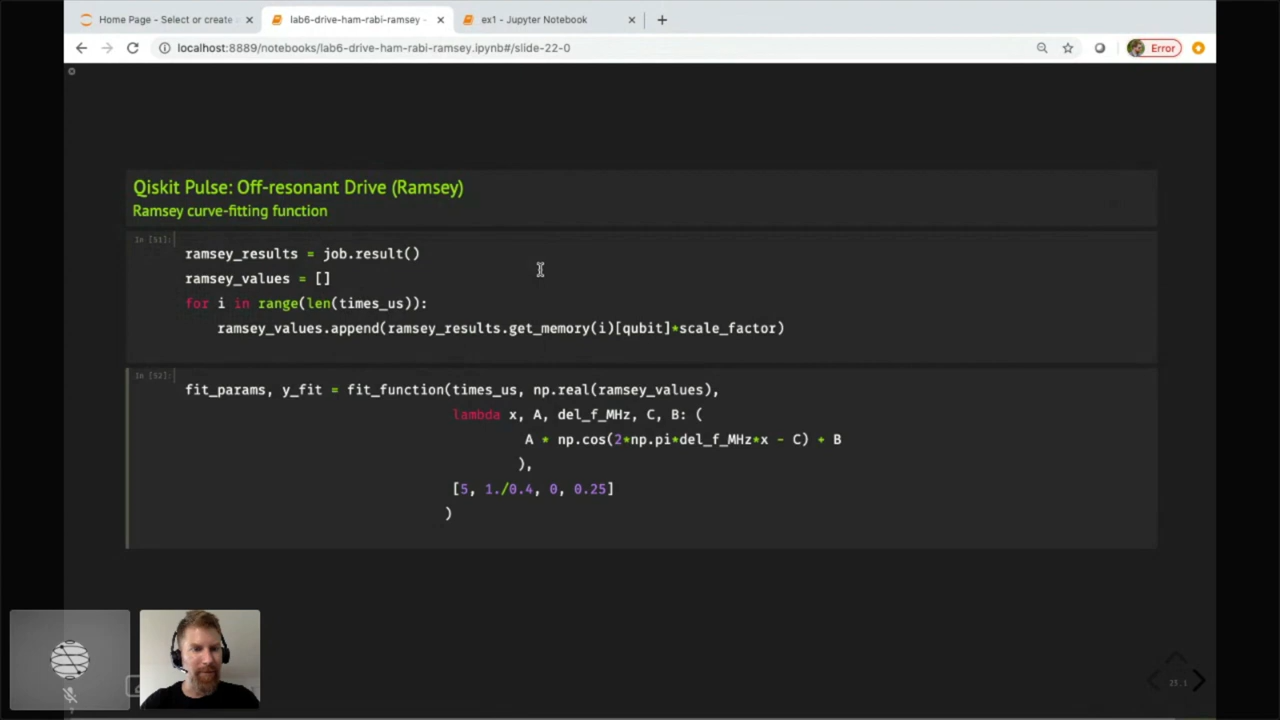 Home Page - Select or create
lab6-drive-ham-rabi-ramsey -
ex1 - Jupyter Notebook
localhost:8889/notebooks/lab6-drive-ham-rabi-ramsey.ipynb#/slide-22-0
Error
Qiskit Pulse: Off-resonant Drive (Ramsey)
Ramsey curve-fitting function
In [51]:
ramsey_results = job.result()
ramsey_values = []
for i in range(len(times_us)):
ramsey_values.append(ramsey_results.get_memory(i)[qubit]*scale_factor)
In [52]:
fit_params, y_fit = fit_function(times_us, np.real(ramsey_values),
lambda x, A, del_f_MHz, C, B: (
A * np.cos(2*np.pi*del_f_MHz*x - C) + B
),
[5, 1./0.4, 0, 0.25]
)
23.1